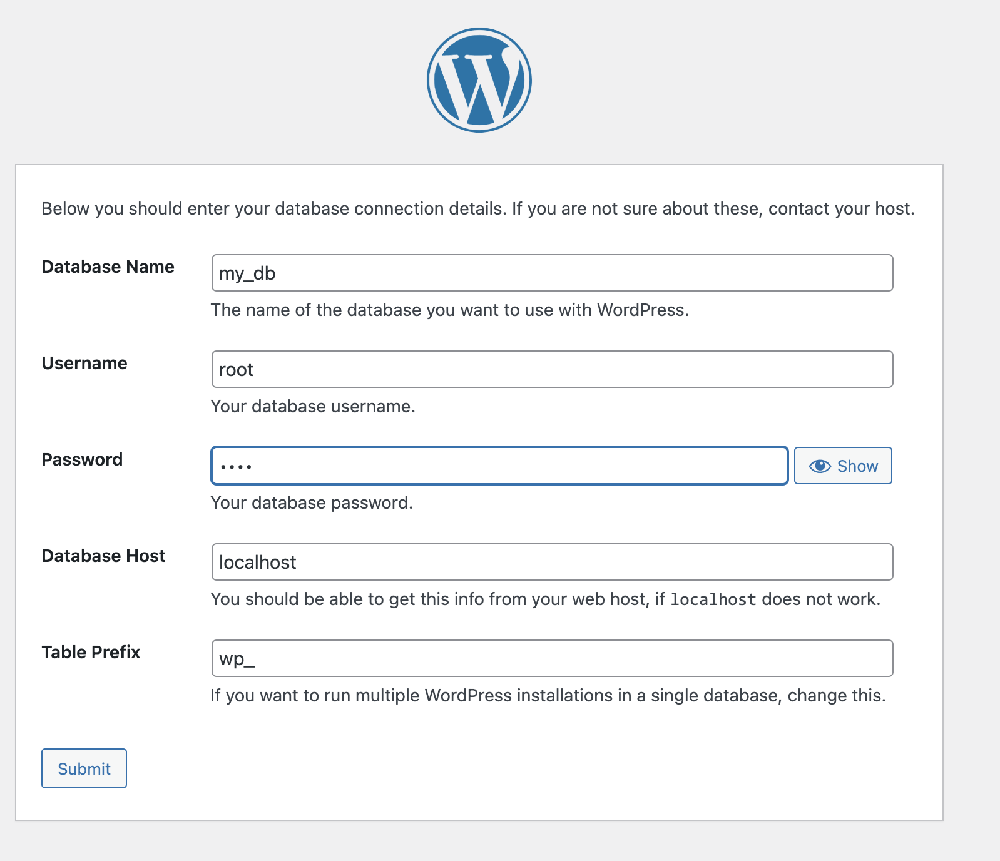 Below you should enter your database connection details. If you are not sure about these, contact your host.
Database Name
my_db
The name of the database you want to use with WordPress.
Username
root
Your database username.
Password
••••
Show
Your database password.
Database Host
localhost
You should be able to get this info from your web host, if localhost does not work.
Table Prefix
wp_
If you want to run multiple WordPress installations in a single database, change this.
Submit